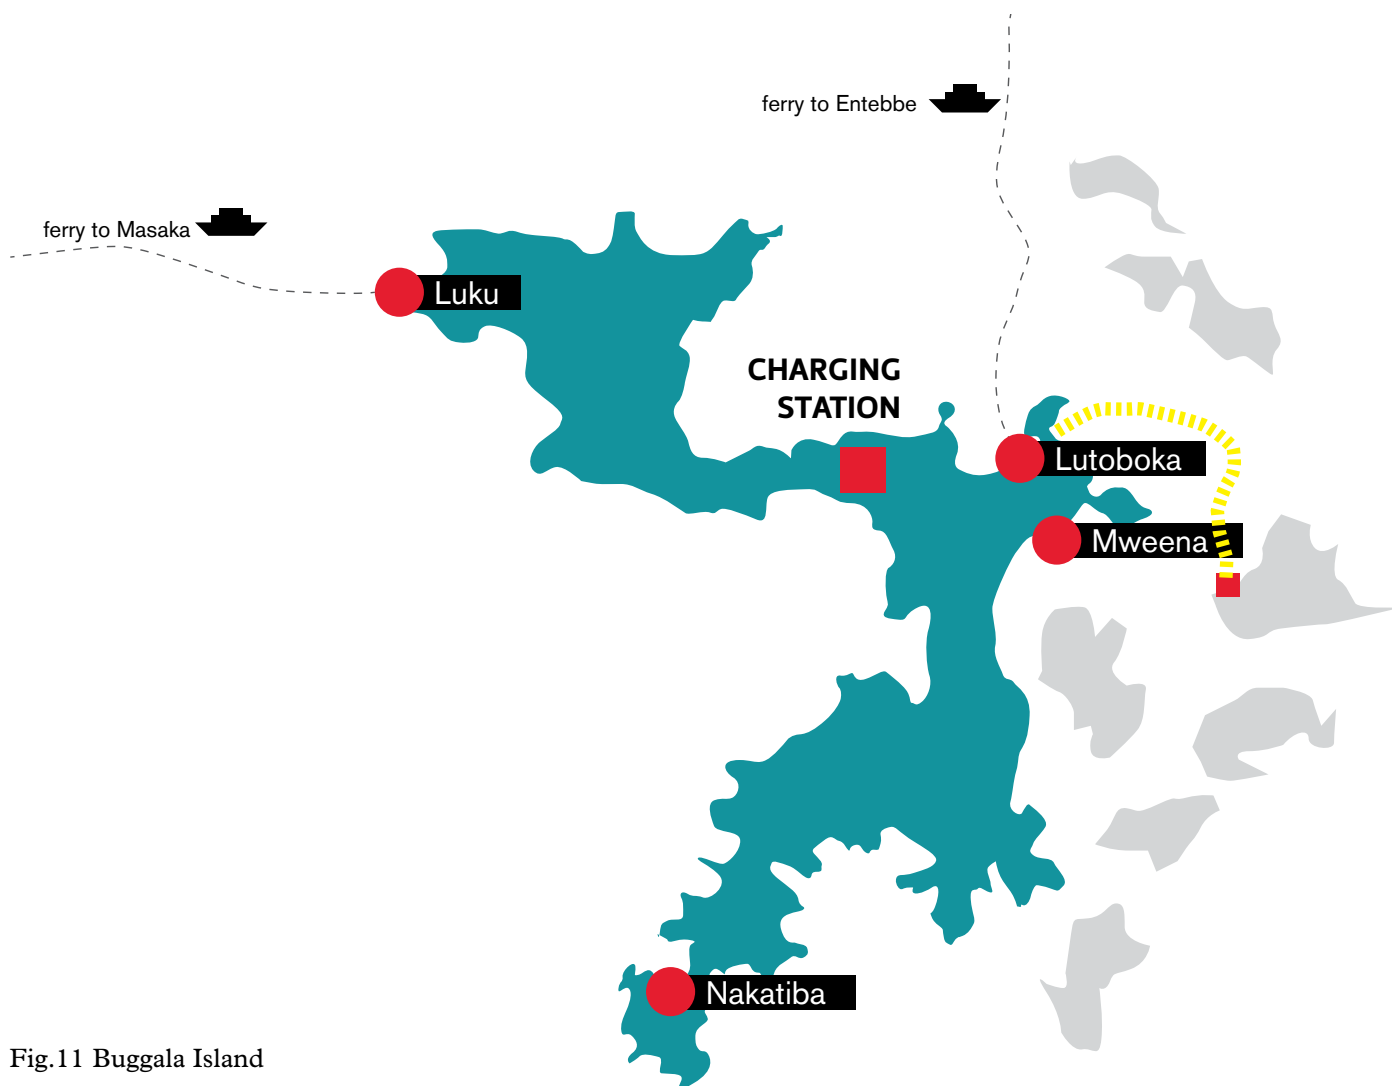 ferry to Entebbe
ferry to Masaka
Luku
CHARGING
STATION
Lutoboka
Mweena
Nakatiba
Fig.11 Buggala Island